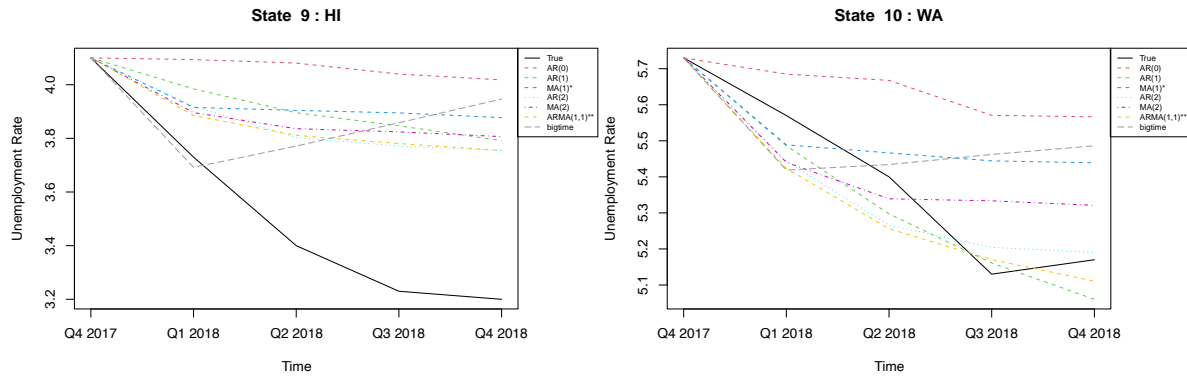 State 9 : HI
Unemployment Rate
4.0
3.8
3.6
3.4
3.2
Q4 2017 Q1 2018 Q2 2018 Q3 2018 Q4 2018
Time
True
AR(0)
AR(1)
MA(1)*
AR(2)
MA(2)
ARMA(1,1)**
bigtime
State 10 : WA
Unemployment Rate
5.7
5.6
5.5
5.4
5.3
5.2
5.1
Q4 2017 Q1 2018 Q2 2018 Q3 2018 Q4 2018
Time
True
AR(0)
AR(1)
MA(1)*
AR(2)
MA(2)
ARMA(1,1)**
bigtime